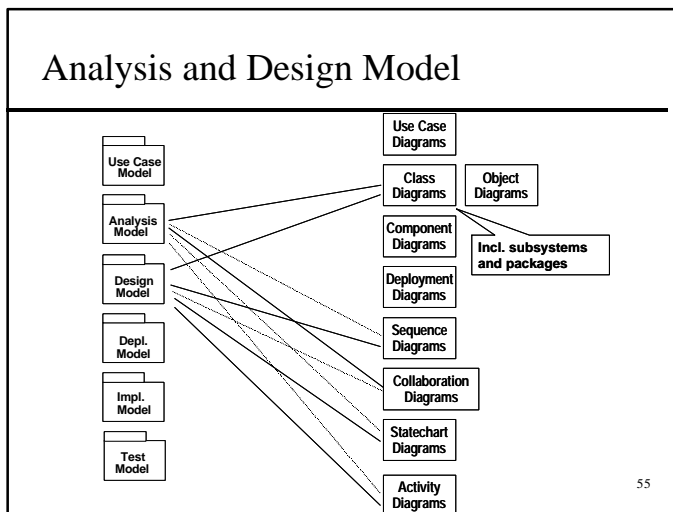 Analysis and Design Model
Use Case
Model
Analysis
Model
Design
Model
Depl.
Model
Impl.
Model
Test
Model
Use Case
Diagrams
Class
Diagrams
Object
Diagrams
Component
Diagrams
Incl. subsystems
and packages
Deployment
Diagrams
Sequence
Diagrams
Collaboration
Diagrams
Statechart
Diagrams
Activity
Diagrams
55